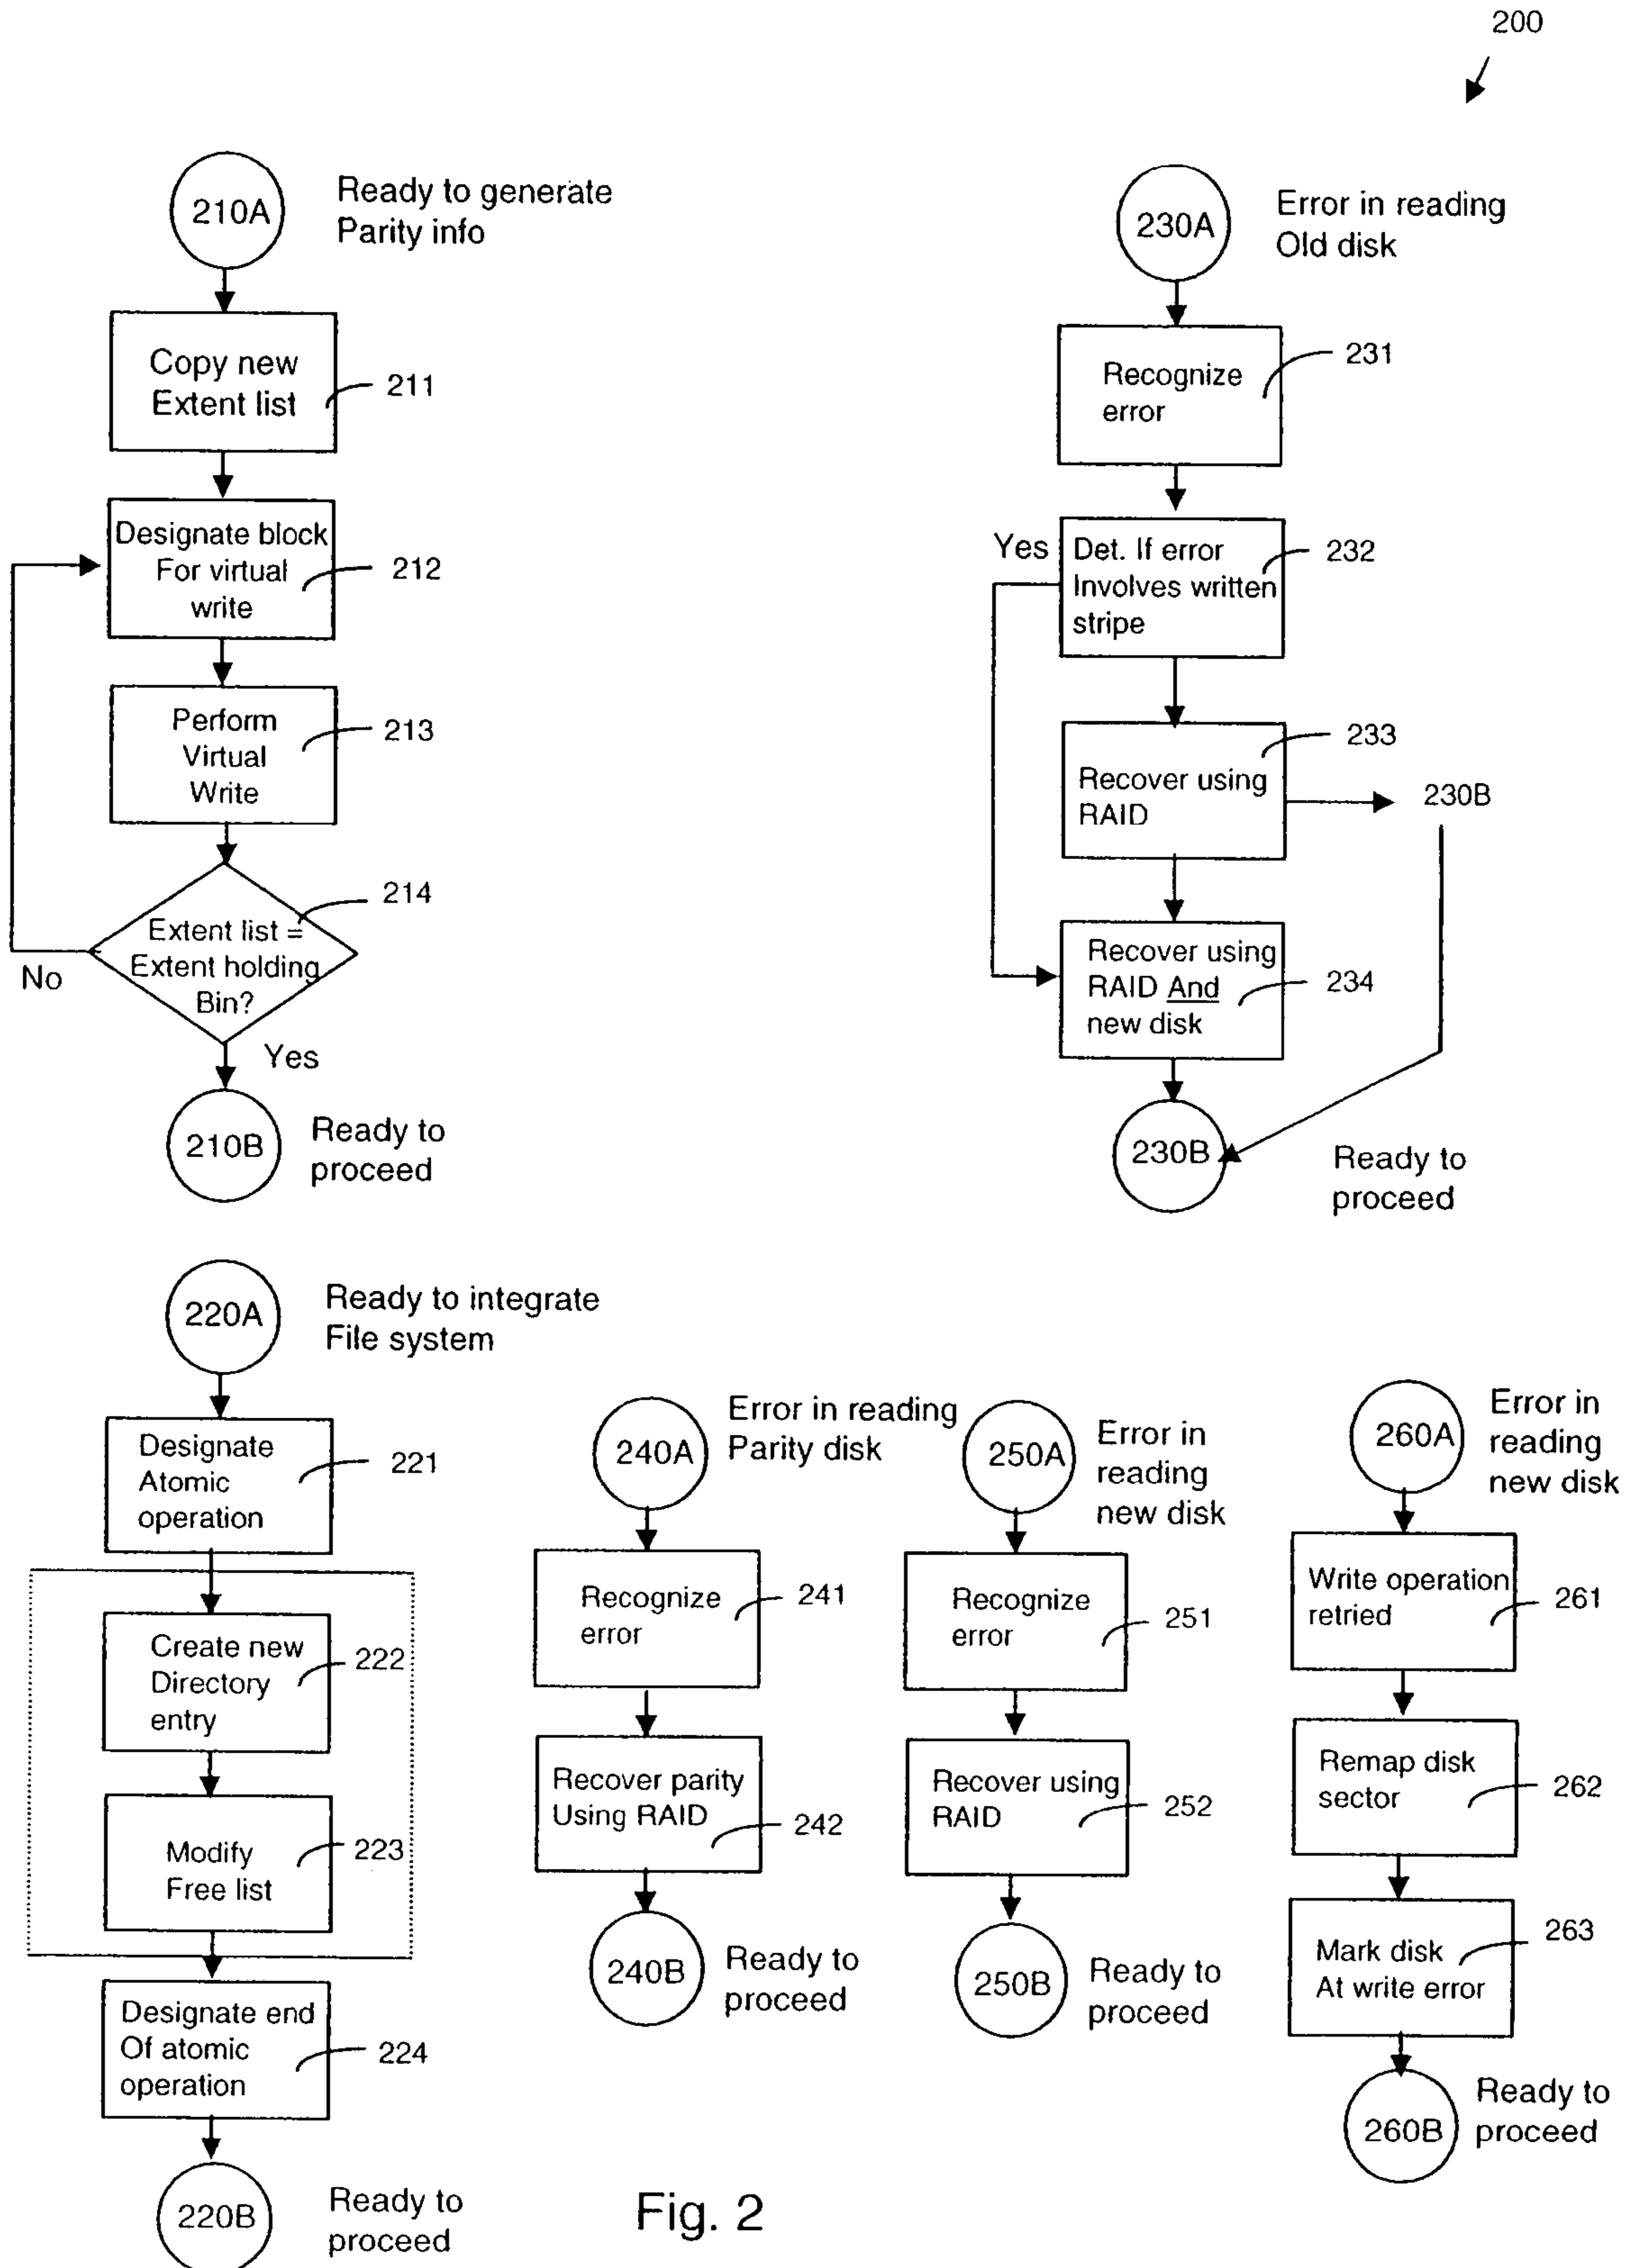 200
210A
Ready to generate
Parity info
Copy new
Extent list
211
Designate block
For virtual
write
212
Perform
Virtual
Write
213
Extent list =
Extent holding
Bin?
214
No
Yes
210B
Ready to
proceed
230A
Error in reading
Old disk
Recognize
error
231
Yes
Det. If error
Involves written
stripe
232
Recover using
RAID
233
230B
Recover using
RAID And
new disk
234
230B
Ready to
proceed
220A
Ready to integrate
File system
Designate
Atomic
operation
221
Create new
Directory
entry
222
Modify
Free list
223
Designate end
Of atomic
operation
224
220B
Ready to
proceed
240A
Error in reading
Parity disk
Recognize
error
241
Recover parity
Using RAID
242
240B
Ready to
proceed
250A
Error in
reading
new disk
Recognize
error
251
Recover using
RAID
252
250B
Ready to
proceed
260A
Error in
reading
new disk
Write operation
retried
261
Remap disk
sector
262
Mark disk
At write error
263
260B
Ready to
proceed
Fig. 2